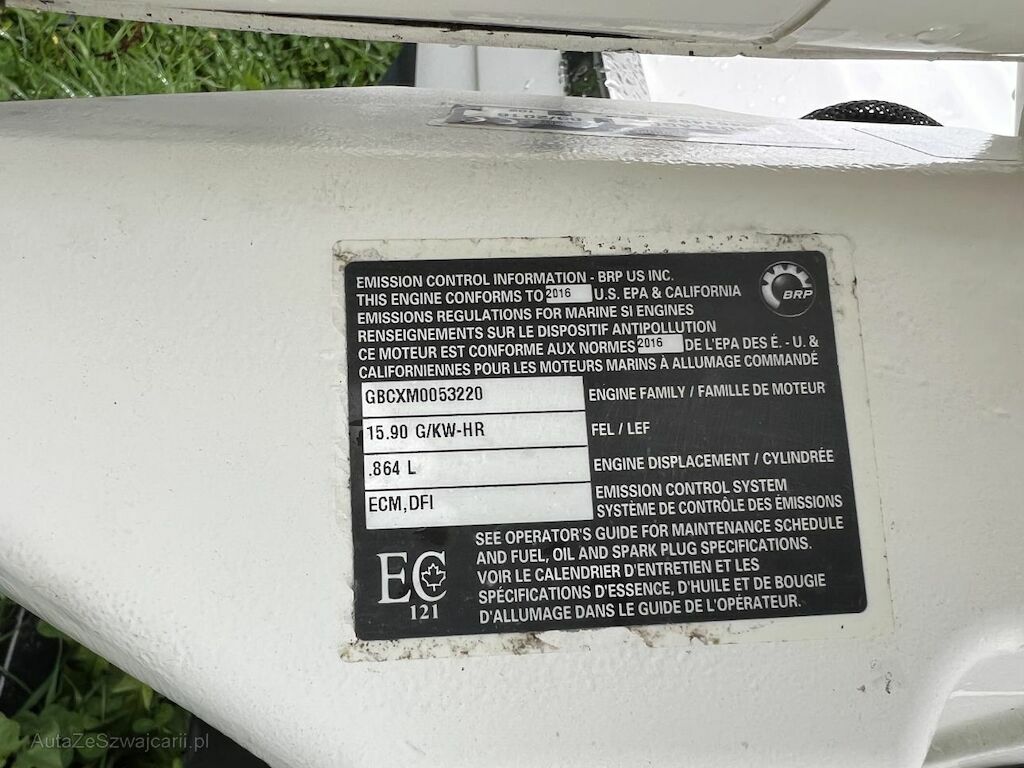 EMISSION CONTROL INFORMATION - BRP US INC.
THIS ENGINE CONFORMS TO 2016 U.S. EPA & CALIFORNIA
EMISSIONS REGULATIONS FOR MARINE SI ENGINES
RENSEIGNEMENTS SUR LE DISPOSITIF ANTIPOLLUTION
CE MOTEUR EST CONFORME AUX NORMES 2016 DE L'EPA DES É. - U. &
CALIFORNIENNES POUR LES MOTEURS MARINS À ALLUMAGE COMMANDÉ
BRP
GBCXM0053220 ENGINE FAMILY / FAMILLE DE MOTEUR
15.90 G/KW-HR FEL / LEF
.864 L ENGINE DISPLACEMENT / CYLINDRÉE
ECM,DFI EMISSION CONTROL SYSTEM
SYSTÈME DE CONTRÔLE DES ÉMISSIONS
SEE OPERATOR'S GUIDE FOR MAINTENANCE SCHEDULE
AND FUEL, OIL AND SPARK PLUG SPECIFICATIONS.
VOIR LE CALENDRIER D'ENTRETIEN ET LES
SPÉCIFICATIONS D'ESSENCE, D'HUILE ET DE BOUGIE
D'ALLUMAGE DANS LE GUIDE DE L'OPÉRATEUR.
EC
121
AutaZeSzwajcarii.pl